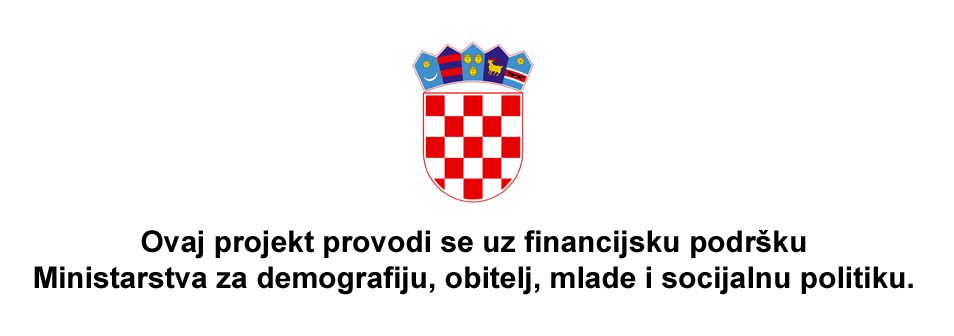 Ovaj projekt provodi se uz financijsku podršku
Ministarstva za demografiju, obitelj, mlade i socijalnu politiku.